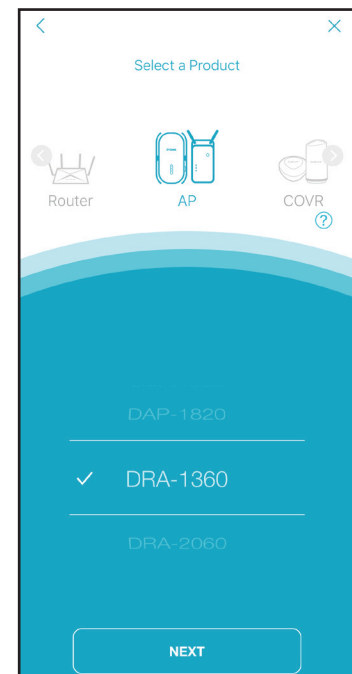 Select a Product
Router
AP
COVR
?
DAP-1820
DRA-1360
DRA-2060
NEXT